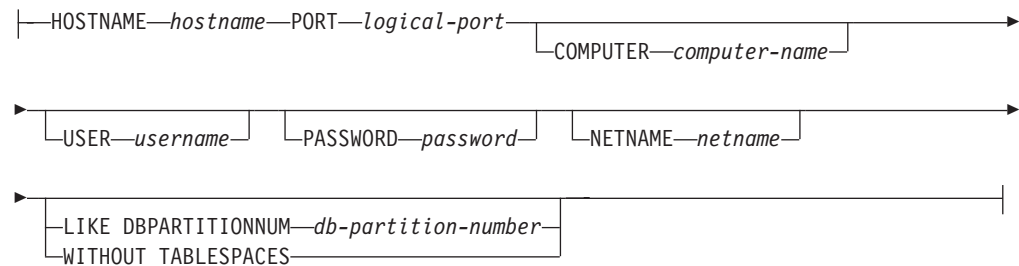 HOSTNAME hostname PORT logical-port
COMPUTER computer-name
USER username PASSWORD password NETNAME netname
LIKE DBPARTITIONNUM db-partition-number
WITHOUT TABLESPACES